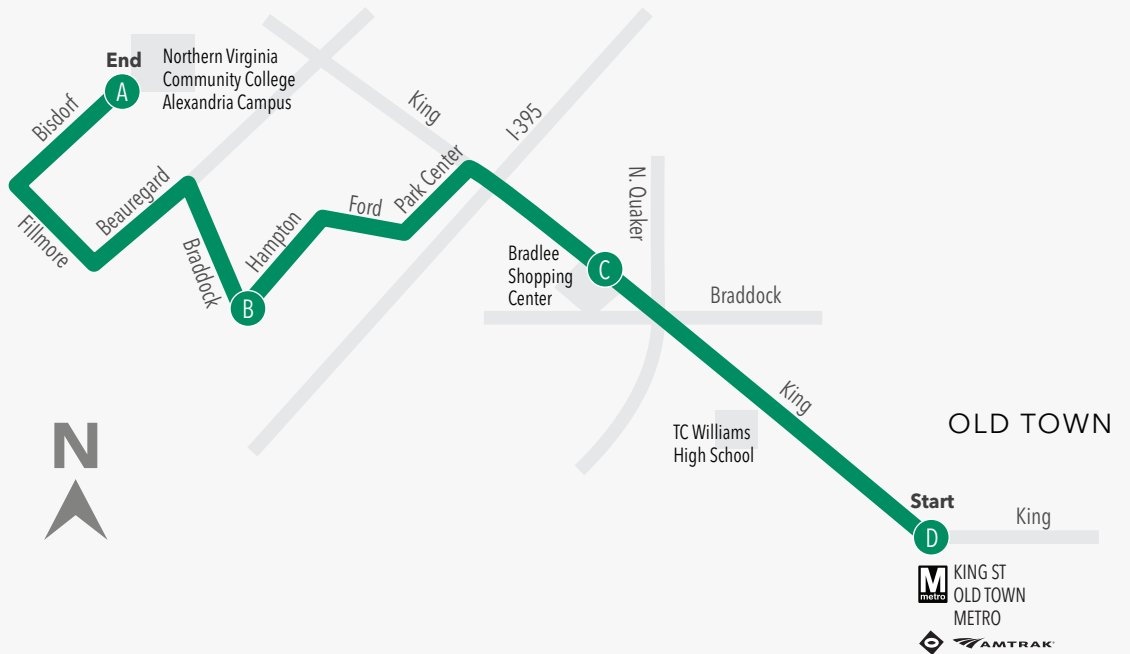 End
A
Northern Virginia
Community College
Alexandria Campus
Bisdorf
King
I-395
Beauregard
Fillmore
Braddock
Hampton
Ford
Park Center
B
N. Quaker
Bradlee
Shopping
Center
C
Braddock
King
TC Williams
High School
N
OLD TOWN
Start
D
King
M
metro
KING ST
OLD TOWN
METRO
AMTRAK